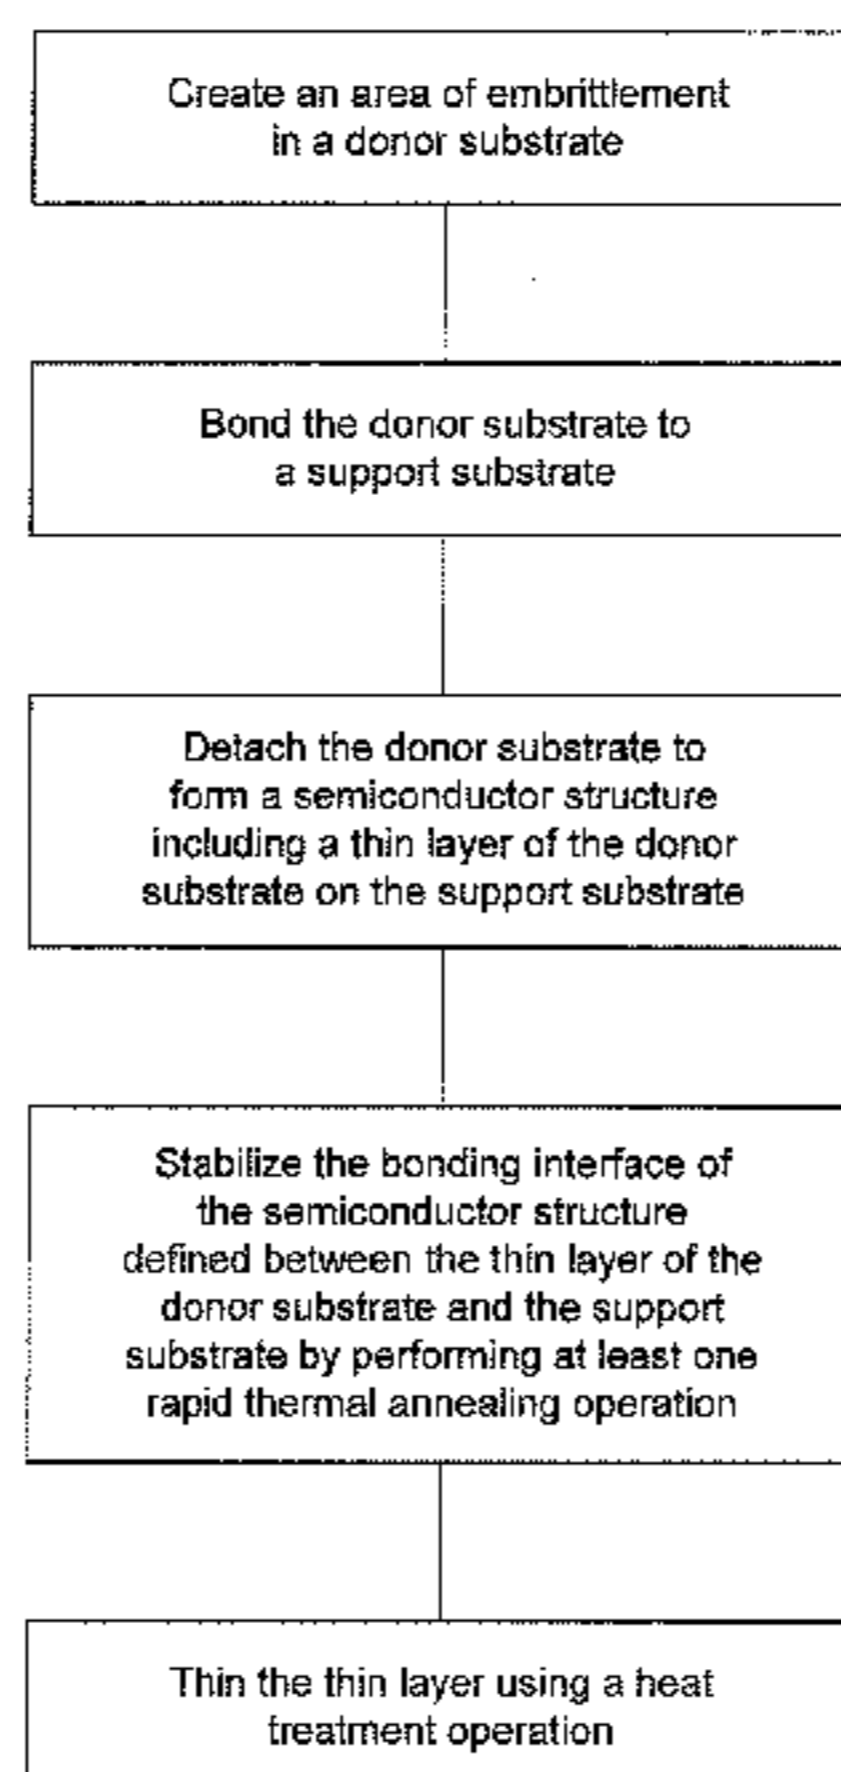 Create an area of embrittlement
in a donor substrate
Bond the donor substrate to
a support substrate
Detach the donor substrate to
form a semiconductor structure
including a thin layer of the donor
substrate on the support substrate
Stabilize the bonding interface of
the semiconductor structure
defined between the thin layer of the
donor substrate and the support
substrate by performing at least one
rapid thermal annealing operation
Thin the thin layer using a heat
treatment operation